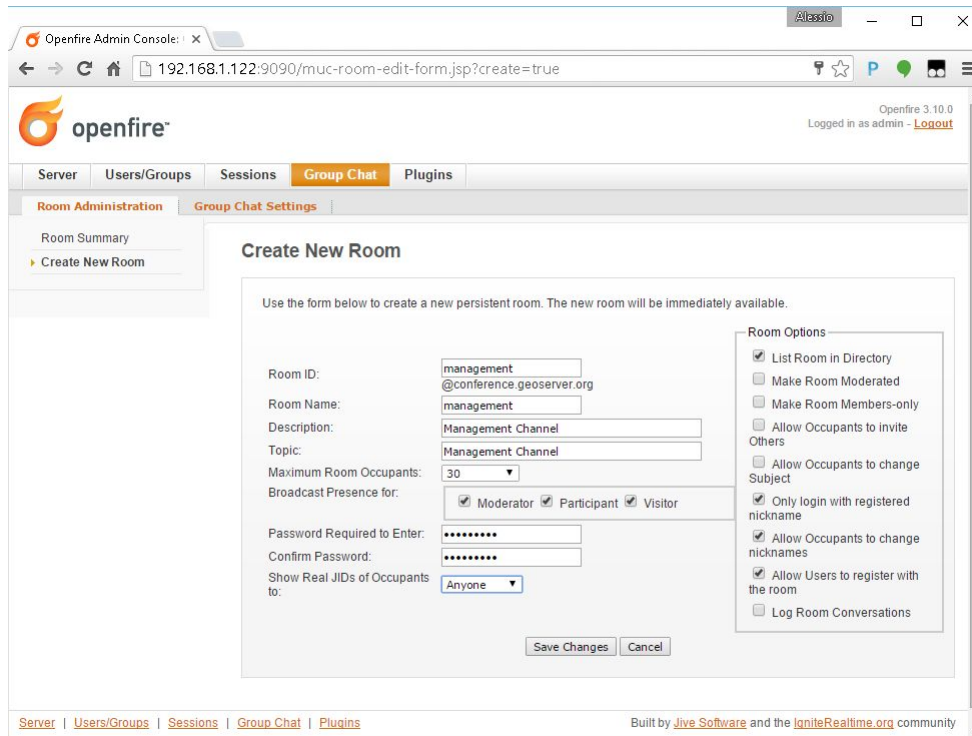 Alessio
Openfire Admin Console:
192.168.1.122:9090/muc-room-edit-form.jsp?create=true
openfire
Openfire 3.10.0
Logged in as admin - Logout
Server Users/Groups Sessions Group Chat Plugins
Room Administration Group Chat Settings
Room Summary
Create New Room
Create New Room
Use the form below to create a new persistent room. The new room will be immediately available.
Room ID: management
@conference.geoserver.org
Room Name: management
Description: Management Channel
Topic: Management Channel
Maximum Room Occupants: 30
Broadcast Presence for: Moderator Participant Visitor
Password Required to Enter: •••••••••
Confirm Password: •••••••••
Show Real JIDs of Occupants
to: Anyone
Room Options
List Room in Directory
Make Room Moderated
Make Room Members-only
Allow Occupants to invite
Others
Allow Occupants to change
Subject
Only login with registered
nickname
Allow Occupants to change
nicknames
Allow Users to register with
the room
Log Room Conversations
Save Changes Cancel
Server | Users/Groups | Sessions | Group Chat | Plugins
Built by Jive Software and the IgniteRealtime.org community